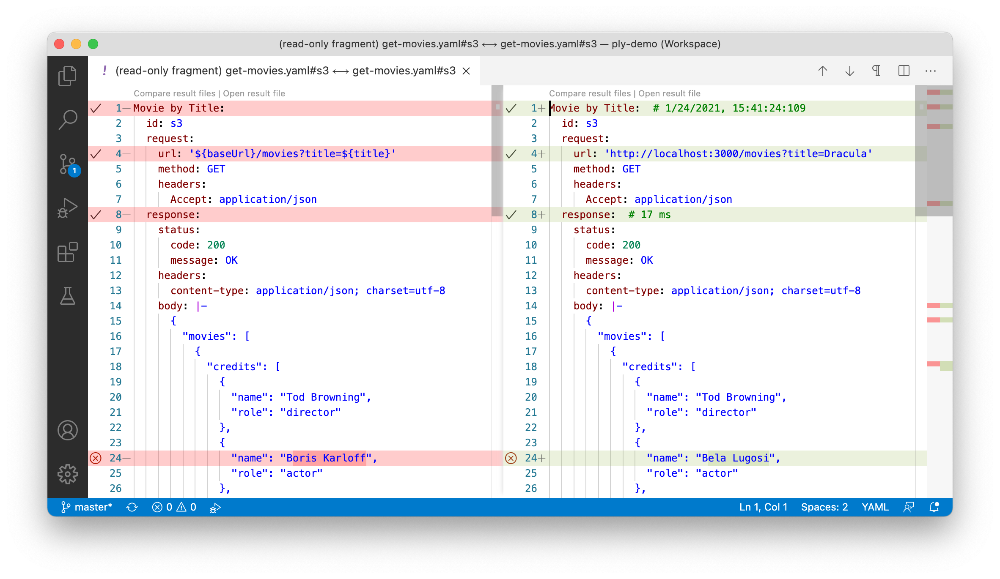 (read-only fragment) get-movies.yaml#s3 ⟷ get-movies.yaml#s3 — ply-demo (Workspace)
! (read-only fragment) get-movies.yaml#s3 ⟷ get-movies.yaml#s3
Compare result files | Open result file
1— Movie by Title:
2 id: s3
3 request:
4— url: '${baseUrl}/movies?title=${title}'
5 method: GET
6 headers:
7 Accept: application/json
8— response:
9 status:
10 code: 200
11 message: OK
12 headers:
13 content-type: application/json; charset=utf-8
14 body: |-
15 {
16 "movies": [
17 {
18 "credits": [
19 {
20 "name": "Tod Browning",
21 "role": "director"
22 },
23 {
24— "name": "Boris Karloff",
25 "role": "actor"
26 },
Compare result files | Open result file
1+ Movie by Title:  # 1/24/2021, 15:41:24:109
2 id: s3
3 request:
4+ url: 'http://localhost:3000/movies?title=Dracula'
5 method: GET
6 headers:
7 Accept: application/json
8+ response:  # 17 ms
9 status:
10 code: 200
11 message: OK
12 headers:
13 content-type: application/json; charset=utf-8
14 body: |-
15 {
16 "movies": [
17 {
18 "credits": [
19 {
20 "name": "Tod Browning",
21 "role": "director"
22 },
23 {
24+ "name": "Bela Lugosi",
25 "role": "actor"
26 },
1
master* 0 0 Ln 1, Col 1 Spaces: 2 YAML